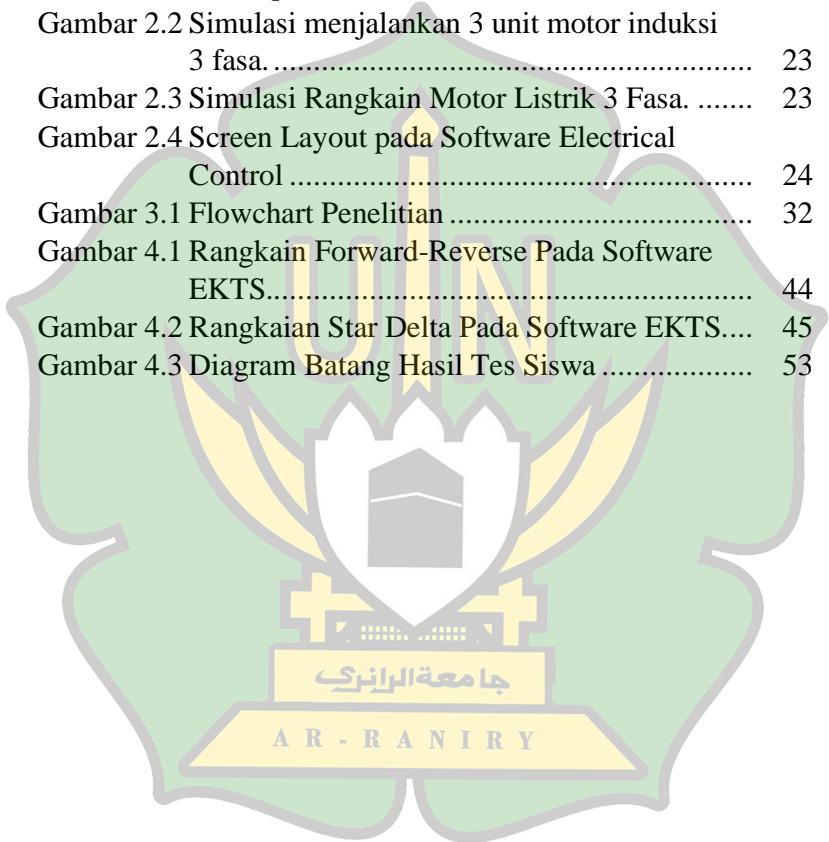 Gambar 2.2 Simulasi menjalankan 3 unit motor induksi
3 fasa. ............................................................ 23
Gambar 2.3 Simulasi Rangkain Motor Listrik 3 Fasa. ....... 23
Gambar 2.4 Screen Layout pada Software Electrical
Control .......................................................... 24
Gambar 3.1 Flowchart Penelitian ...................................... 32
Gambar 4.1 Rangkain Forward-Reverse Pada Software
EKTS............................................................. 44
Gambar 4.2 Rangkaian Star Delta Pada Software EKTS.... 45
Gambar 4.3 Diagram Batang Hasil Tes Siswa ................... 53
UIN
جامعة الرانري
AR-RANIRY